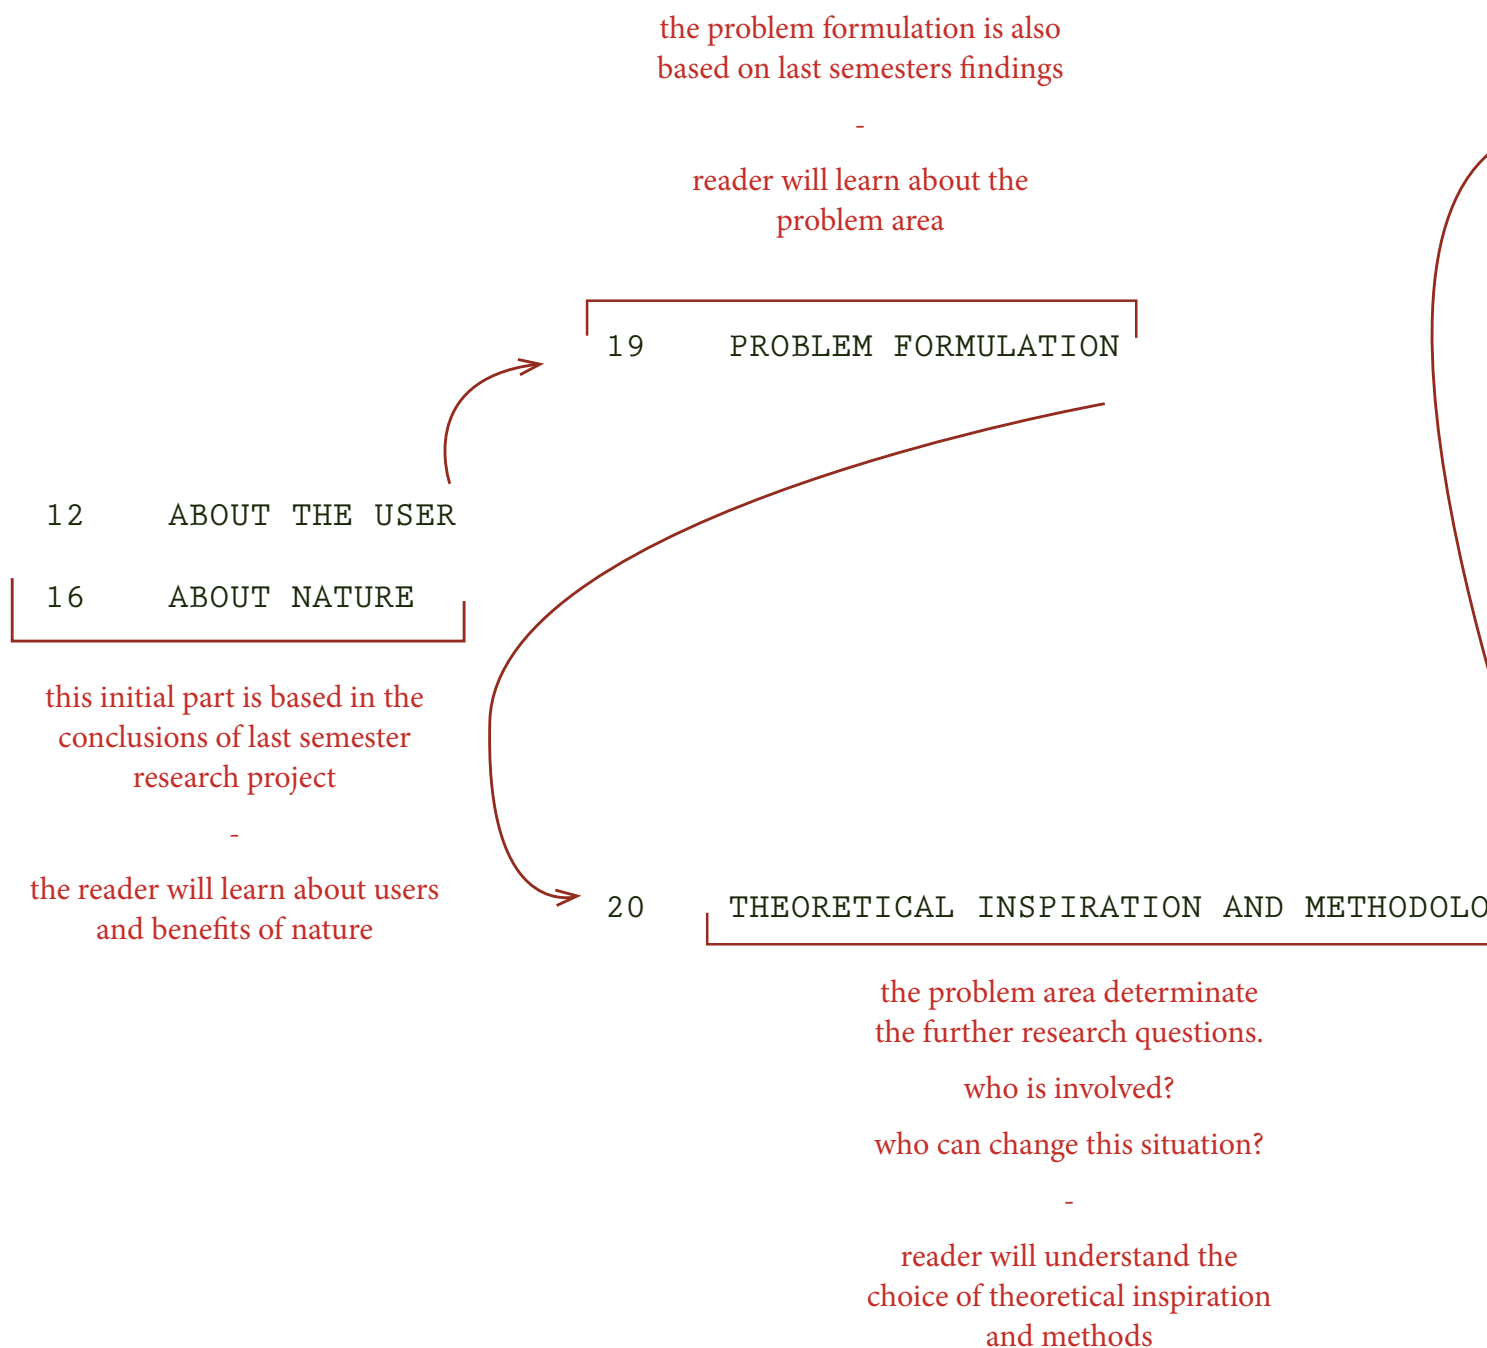 the problem formulation is also
based on last semesters findings
-
reader will learn about the
problem area
19 PROBLEM FORMULATION
12 ABOUT THE USER
16 ABOUT NATURE
this initial part is based in the
conclusions of last semester
research project
-
the reader will learn about users
and benefits of nature
20 THEORETICAL INSPIRATION AND METHODOLO
the problem area determinate
the further research questions.
who is involved?
who can change this situation?
-
reader will understand the
choice of theoretical inspiration
and methods